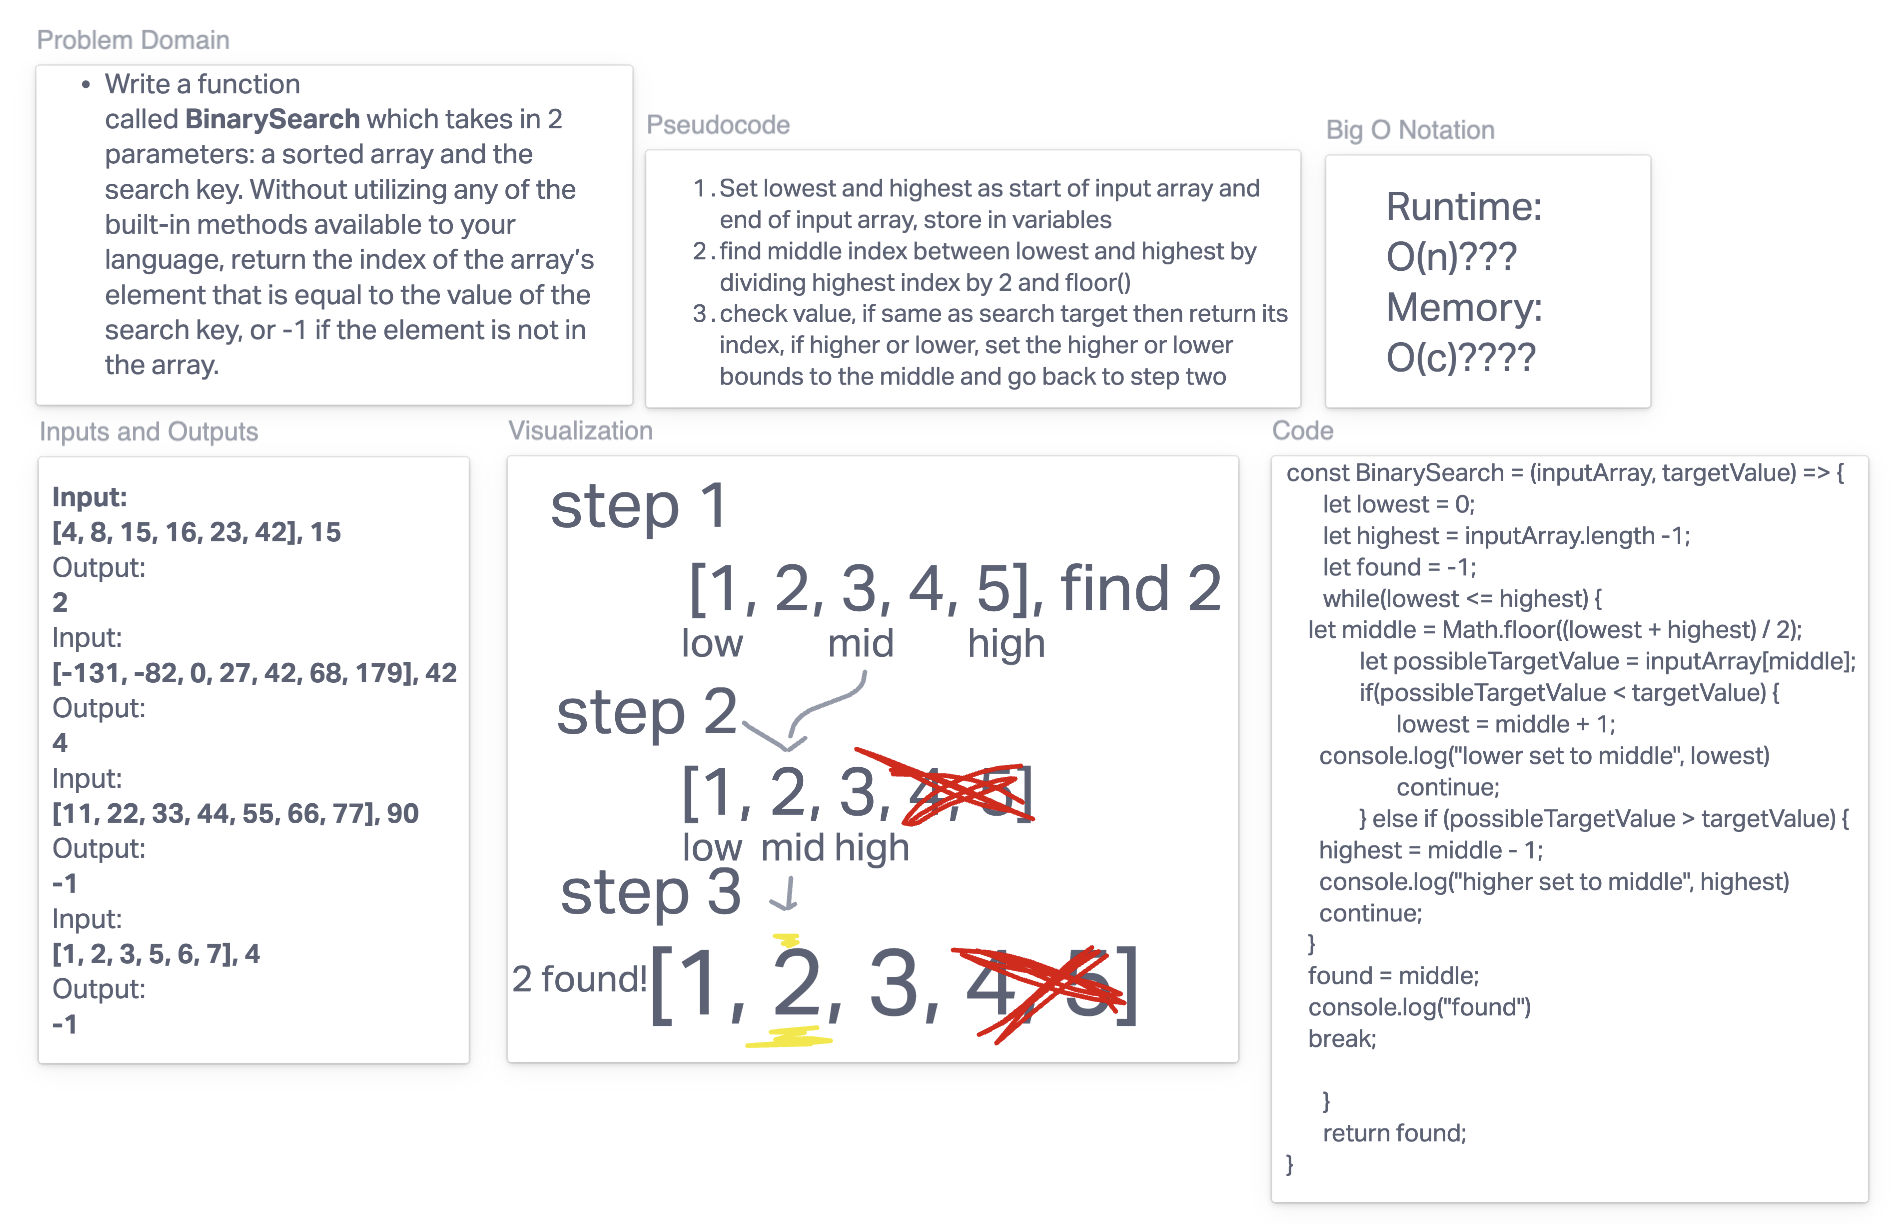 Problem Domain
• Write a function
called BinarySearch which takes in 2
parameters: a sorted array and the
search key. Without utilizing any of the
built-in methods available to your
language, return the index of the array’s
element that is equal to the value of the
search key, or -1 if the element is not in
the array.
Pseudocode
1. Set lowest and highest as start of input array and
end of input array, store in variables
2. find middle index between lowest and highest by
dividing highest index by 2 and floor()
3. check value, if same as search target then return its
index, if higher or lower, set the higher or lower
bounds to the middle and go back to step two
Big O Notation
Runtime:
O(n)???
Memory:
O(c)????
Inputs and Outputs
Input:
[4, 8, 15, 16, 23, 42], 15
Output:
2
Input:
[-131, -82, 0, 27, 42, 68, 179], 42
Output:
4
Input:
[11, 22, 33, 44, 55, 66, 77], 90
Output:
-1
Input:
[1, 2, 3, 5, 6, 7], 4
Output:
-1
Visualization
step 1
[1, 2, 3, 4, 5], find 2
low mid high
step 2
[1, 2, 3, 4, 5]
low mid high
step 3
2 found! [1, 2, 3, 4, 5]
Code
const BinarySearch = (inputArray, targetValue) => {
let lowest = 0;
let highest = inputArray.length -1;
let found = -1;
while(lowest <= highest) {
let middle = Math.floor((lowest + highest) / 2);
let possibleTargetValue = inputArray[middle];
if(possibleTargetValue < targetValue) {
lowest = middle + 1;
console.log("lower set to middle", lowest)
continue;
} else if (possibleTargetValue > targetValue) {
highest = middle - 1;
console.log("higher set to middle", highest)
continue;
}
found = middle;
console.log("found")
break;
}
return found;
}